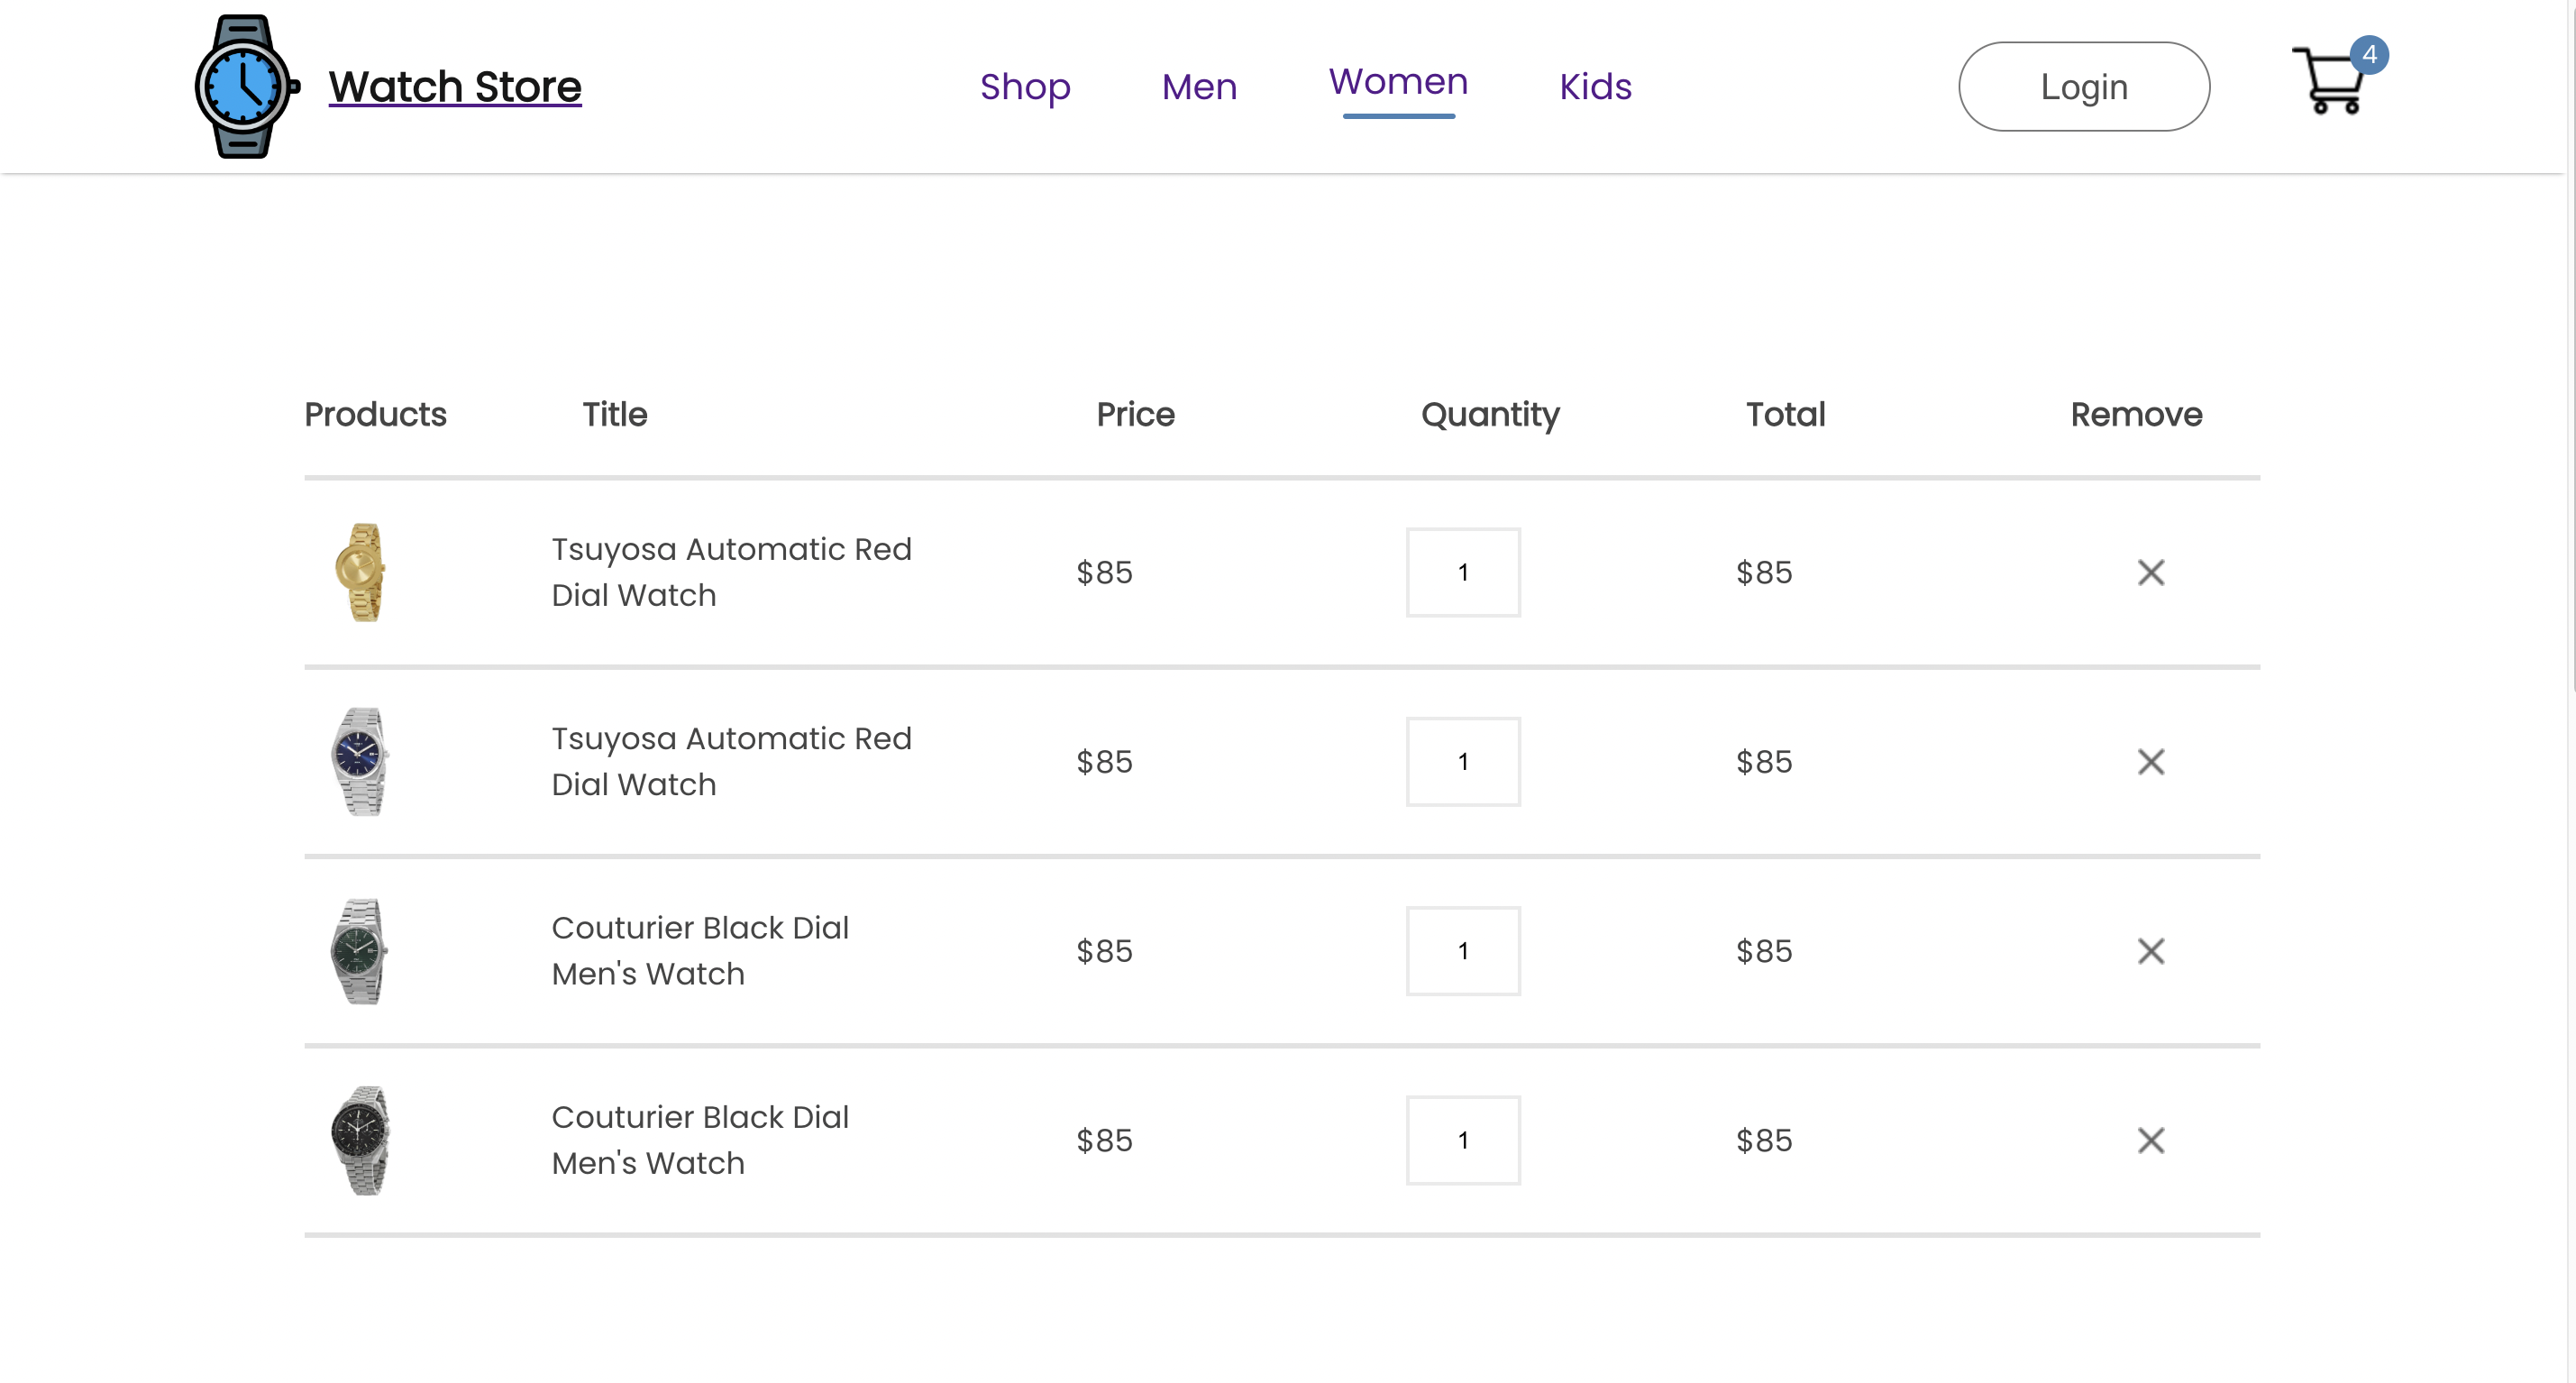 Watch Store
Shop
Men
Women
Kids
Login
4
Products
Title
Price
Quantity
Total
Remove
Tsuyosa Automatic Red
Dial Watch
$85
1
$85
Tsuyosa Automatic Red
Dial Watch
$85
1
$85
Couturier Black Dial
Men's Watch
$85
1
$85
Couturier Black Dial
Men's Watch
$85
1
$85